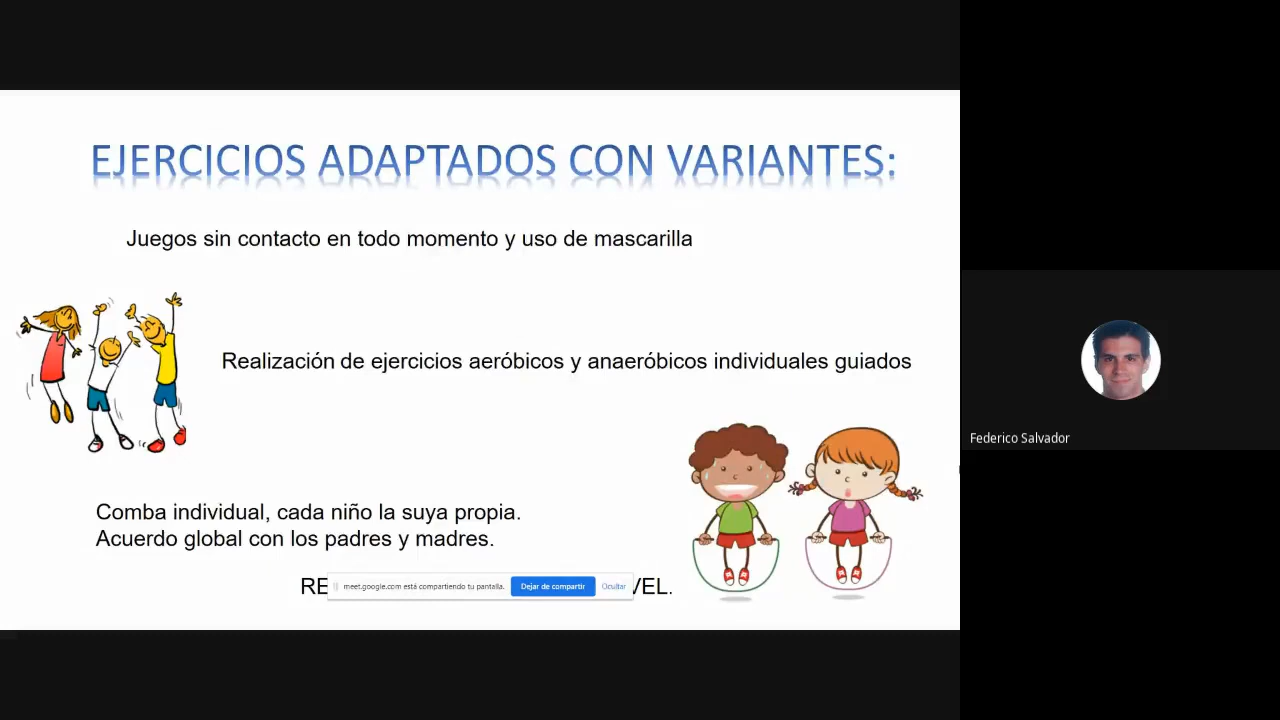 EJERCICIOS ADAPTADOS CON VARIANTES:
Juegos sin contacto en todo momento y uso de mascarilla
Realización de ejercicios aeróbicos y anaeróbicos individuales guiados
Comba individual, cada niño la suya propia.
Acuerdo global con los padres y madres.
meet.google.com está compartiendo tu pantalla. Dejar de compartir Ocultar
Federico Salvador